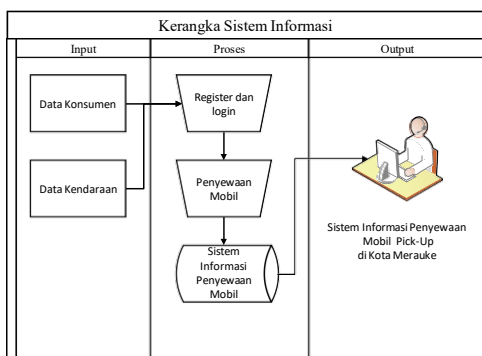 Kerangka Sistem Informasi
Input
Proses
Output
Data Konsumen
Data Kendaraan
Register dan
login
Penyewaan
Mobil
Sistem
Informasi
Penyewaan
Mobil
Sistem Informasi Penyewaan
Mobil Pick-Up
di Kota Merauke